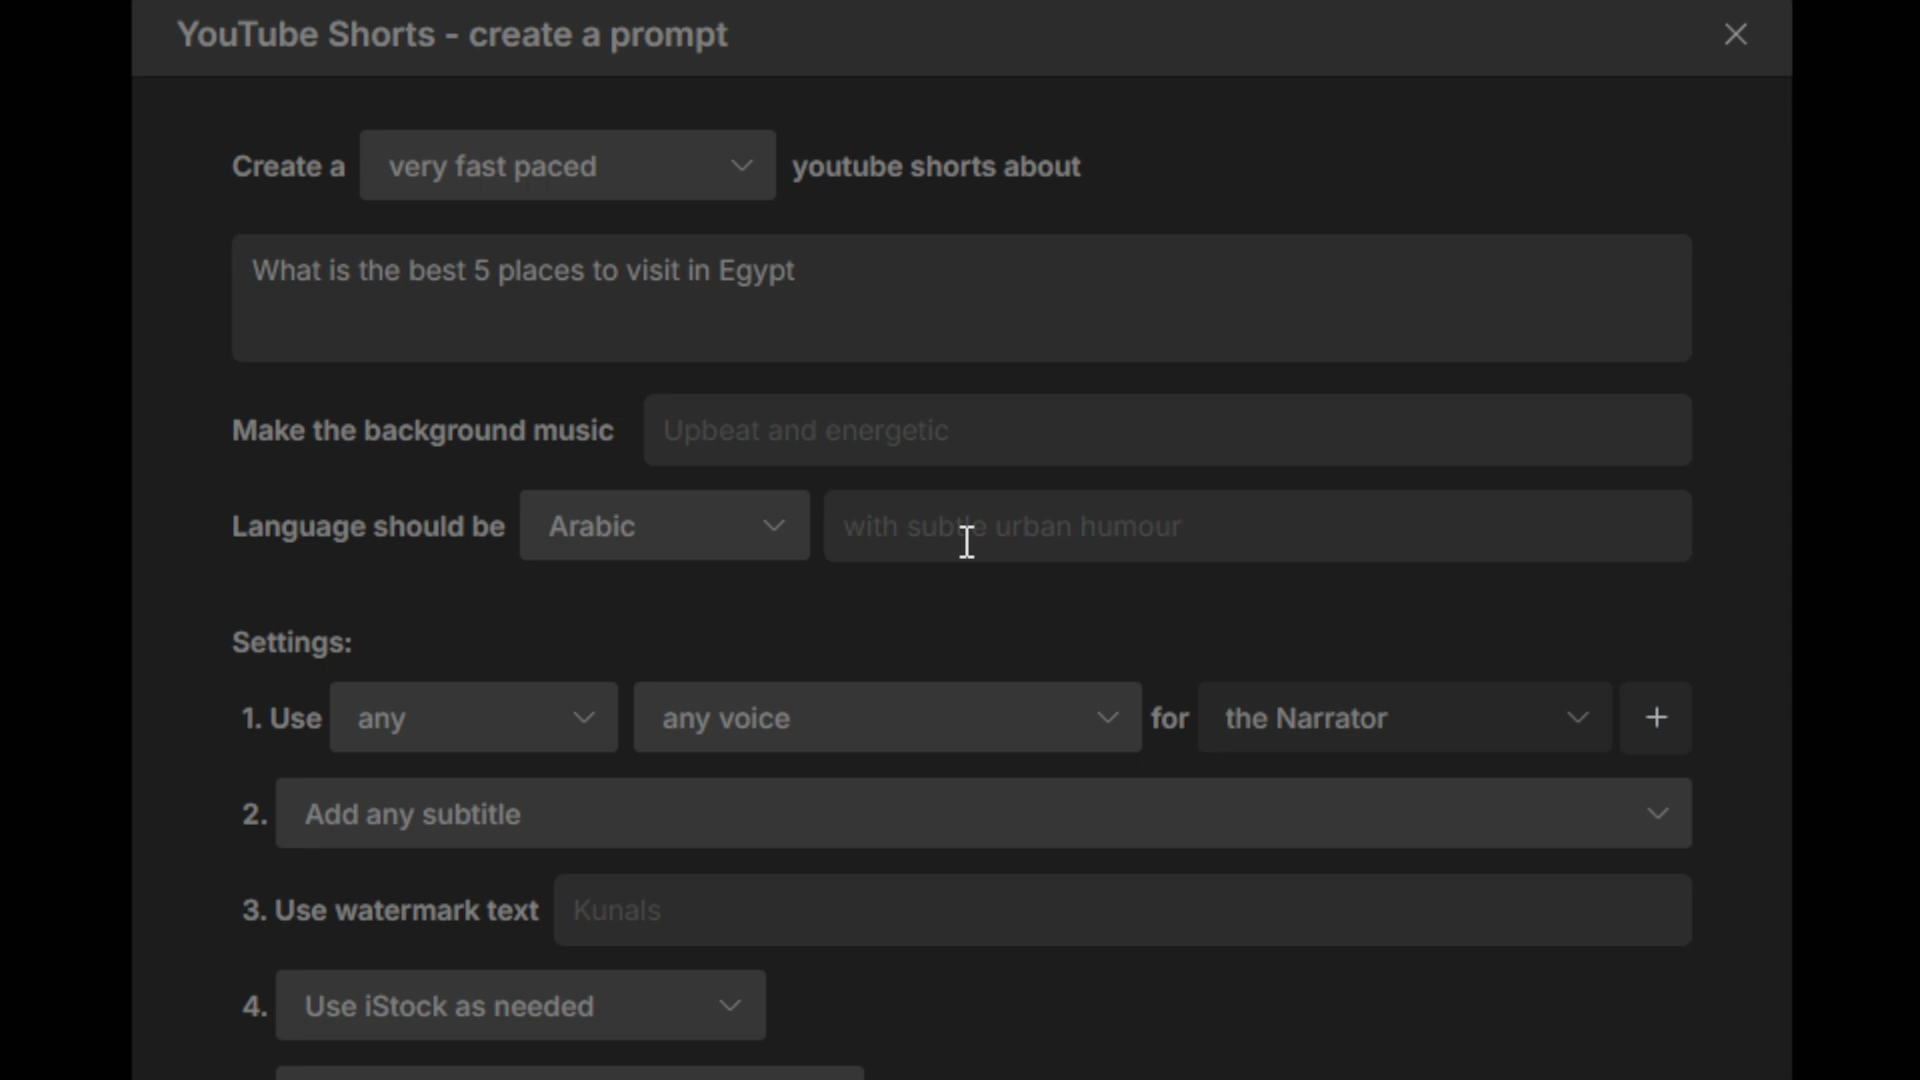 YouTube Shorts - create a prompt
Create a very fast paced youtube shorts about
What is the best 5 places to visit in Egypt
Make the background music Upbeat and energetic
Language should be Arabic with subtle urban humour
Settings:
1. Use any any voice for the Narrator +
2. Add any subtitle
3. Use watermark text Kunals
4. Use iStock as needed